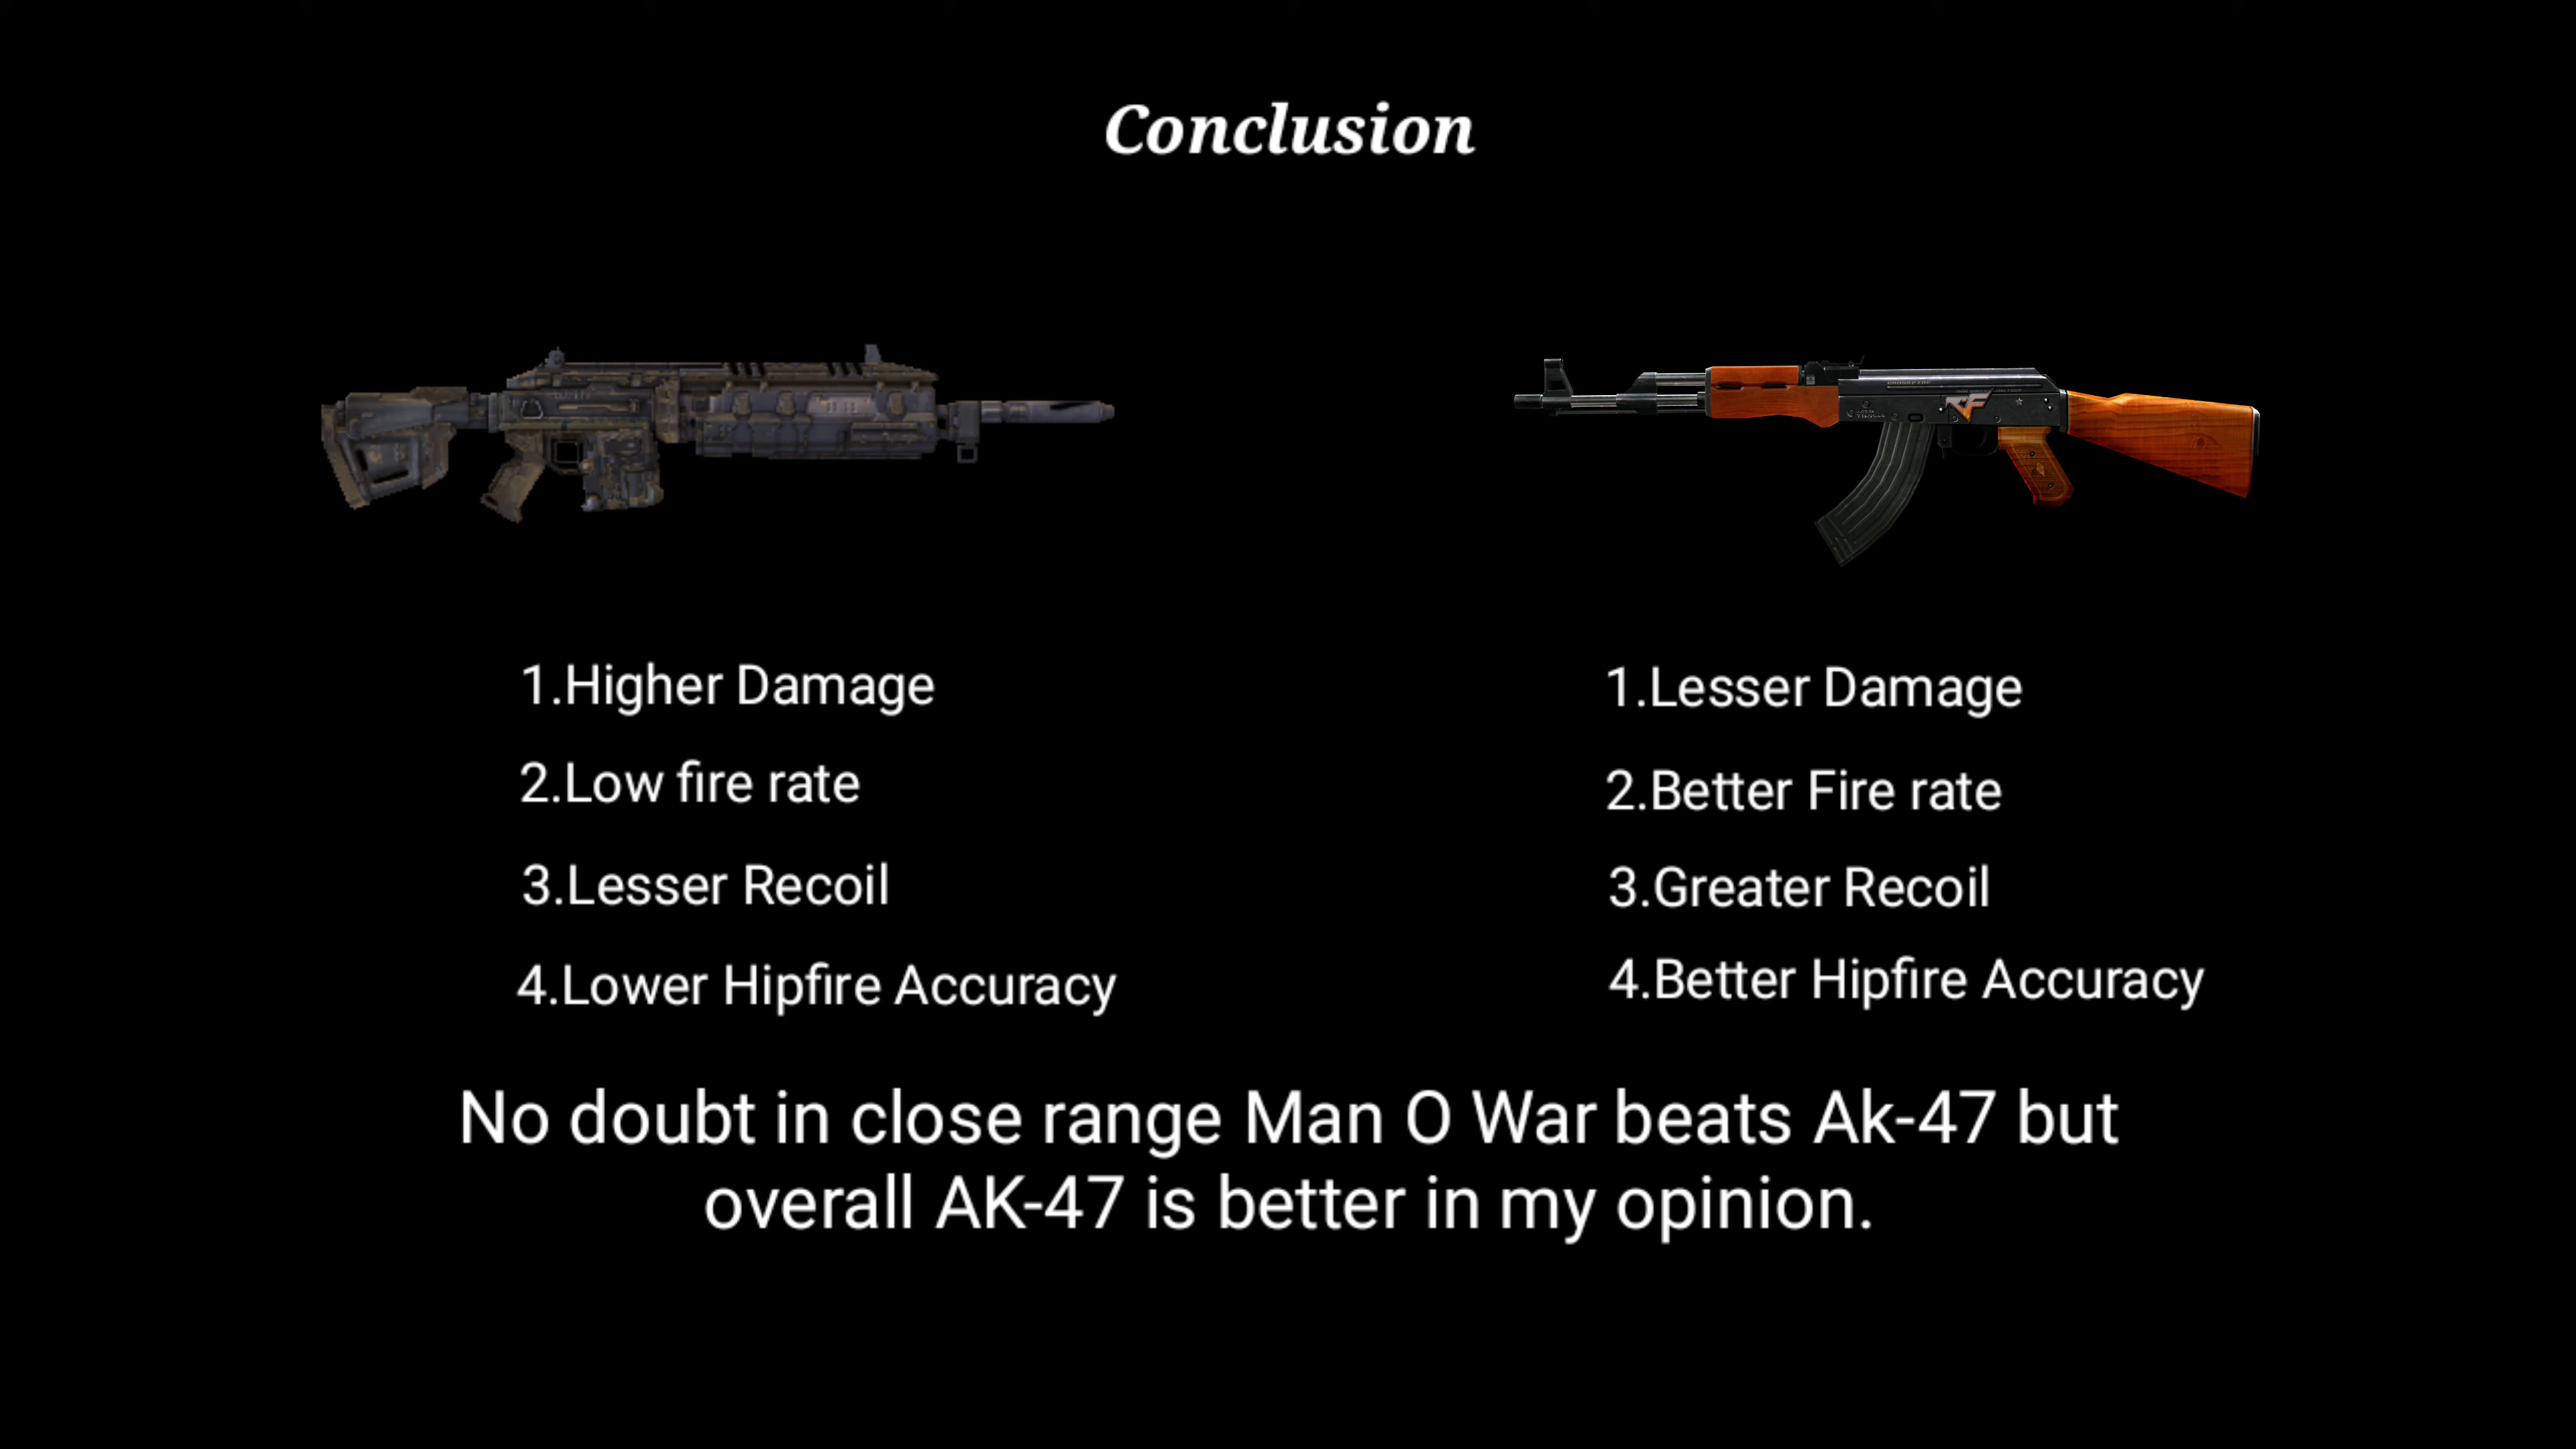 Conclusion
1.Higher Damage
2.Low fire rate
3.Lesser Recoil
4.Lower Hipfire Accuracy
1.Lesser Damage
2.Better Fire rate
3.Greater Recoil
4.Better Hipfire Accuracy
No doubt in close range Man O War beats Ak-47 but
overall AK-47 is better in my opinion.